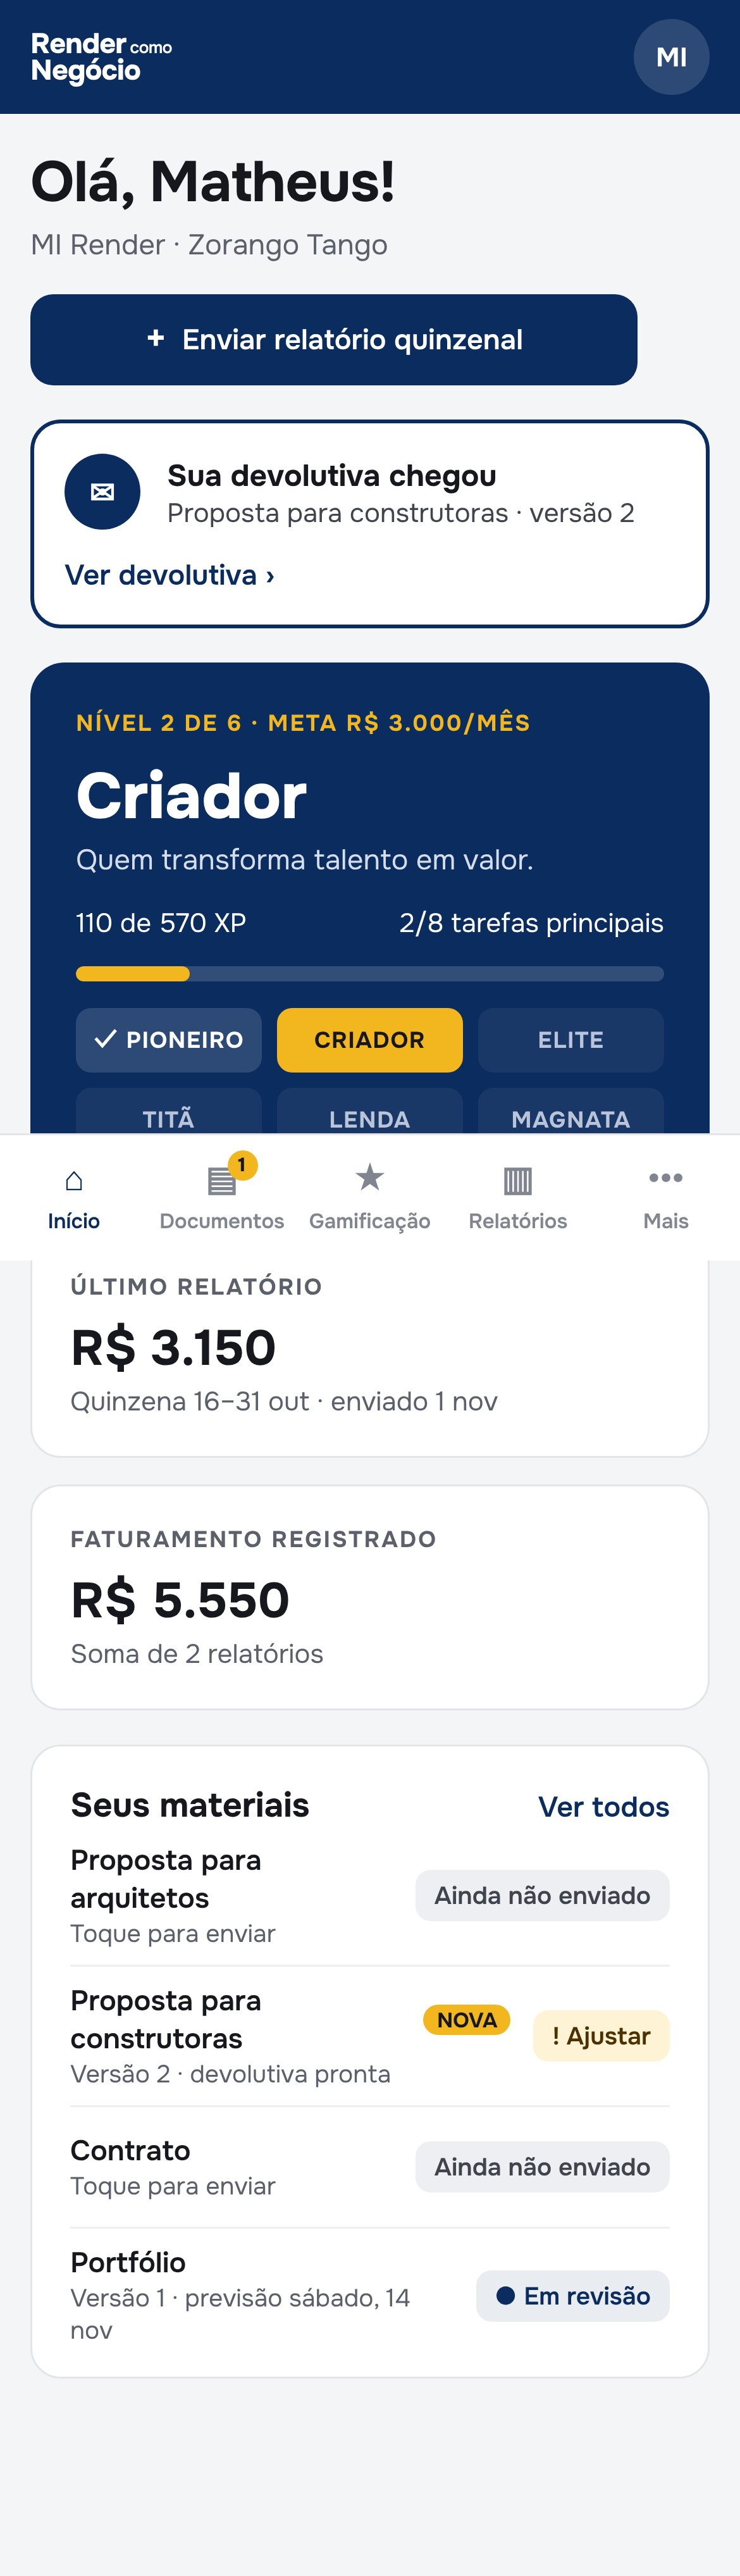 Render como
Negócio
MI
Olá, Matheus!
MI Render · Zorango Tango
+ Enviar relatório quinzenal
Sua devolutiva chegou
Proposta para construtoras · versão 2
Ver devolutiva ›
NÍVEL 2 DE 6 · META R$ 3.000/MÊS
Criador
Quem transforma talento em valor.
110 de 570 XP 2/8 tarefas principais
✓ PIONEIRO CRIADOR ELITE
TITÃ LENDA MAGNATA
1
Início Documentos Gamificação Relatórios Mais
ÚLTIMO RELATÓRIO
R$ 3.150
Quinzena 16–31 out · enviado 1 nov
FATURAMENTO REGISTRADO
R$ 5.550
Soma de 2 relatórios
Seus materiais Ver todos
Proposta para
arquitetos
Toque para enviar
Ainda não enviado
Proposta para
construtoras
Versão 2 · devolutiva pronta
NOVA
! Ajustar
Contrato
Toque para enviar
Ainda não enviado
Portfólio
Versão 1 · previsão sábado, 14
nov
Em revisão